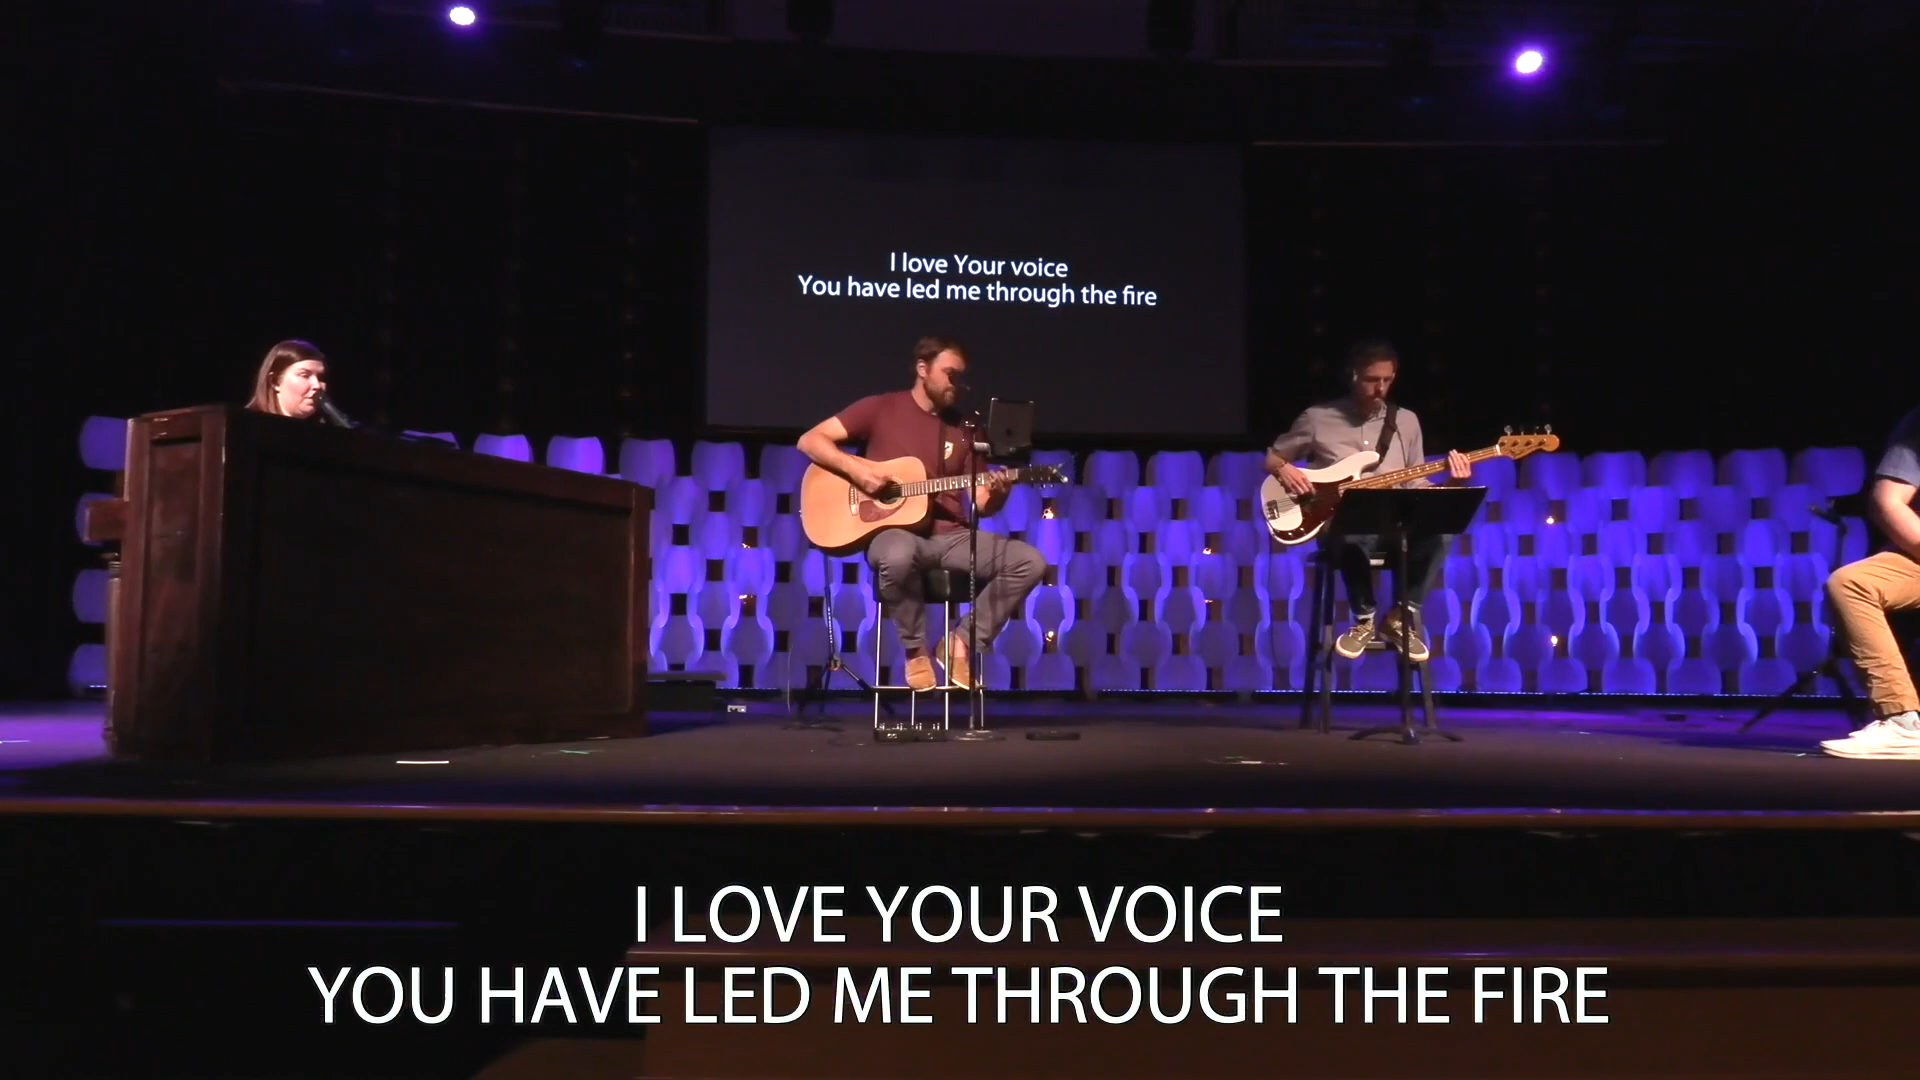 I love Your voice
You have led me through the fire
I LOVE YOUR VOICE
YOU HAVE LED ME THROUGH THE FIRE